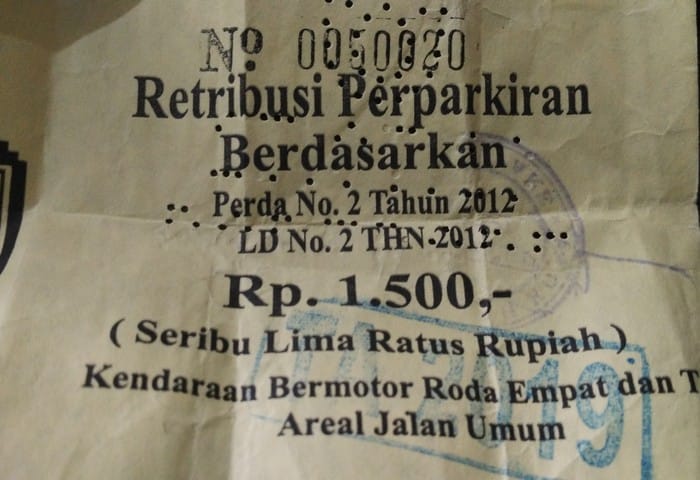 No 0050020
Retribusi Perparkiran
Berdasarkan
Perda No. 2 Tahun 2012
LD No. 2 THN 2012
Rp. 1.500,-
( Seribu Lima Ratus Rupiah )
Kendaraan Bermotor Roda Empat dan T
Areal Jalan Umum
2019